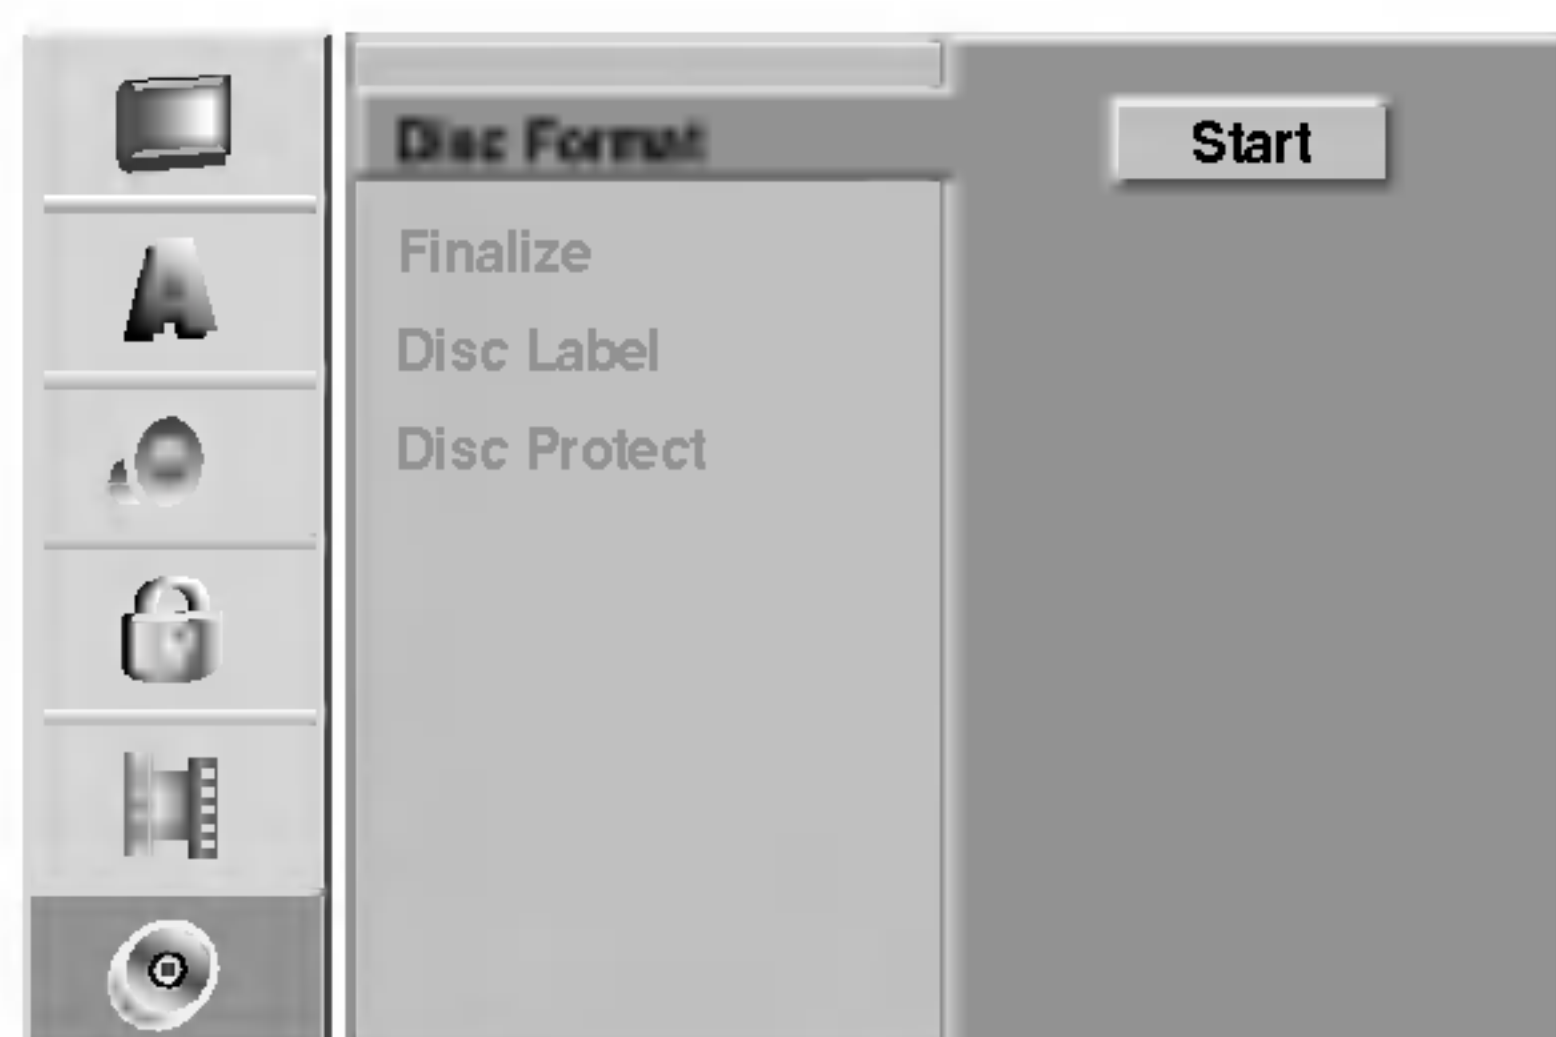 Disc Format
Start
Finalize
Disc Label
Disc Protect